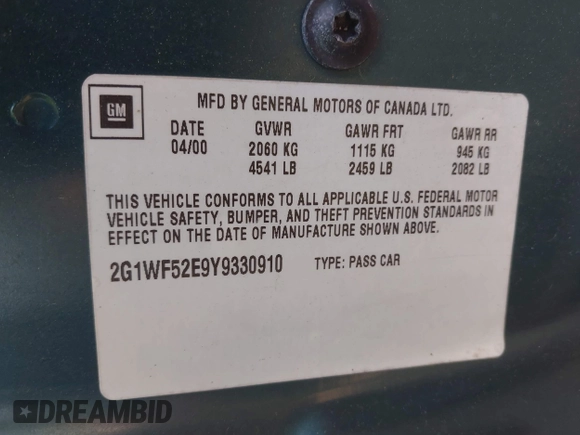 GM
MFD BY GENERAL MOTORS OF CANADA LTD.
DATE GVWR GAWR FRT GAWR RR
04/00 2060 KG 1115 KG 945 KG
4541 LB 2459 LB 2082 LB
THIS VEHICLE CONFORMS TO ALL APPLICABLE U.S. FEDERAL MOTOR
VEHICLE SAFETY, BUMPER, AND THEFT PREVENTION STANDARDS IN
EFFECT ON THE DATE OF MANUFACTURE SHOWN ABOVE.
2G1WF52E9Y9330910 TYPE: PASS CAR
DREAMBID